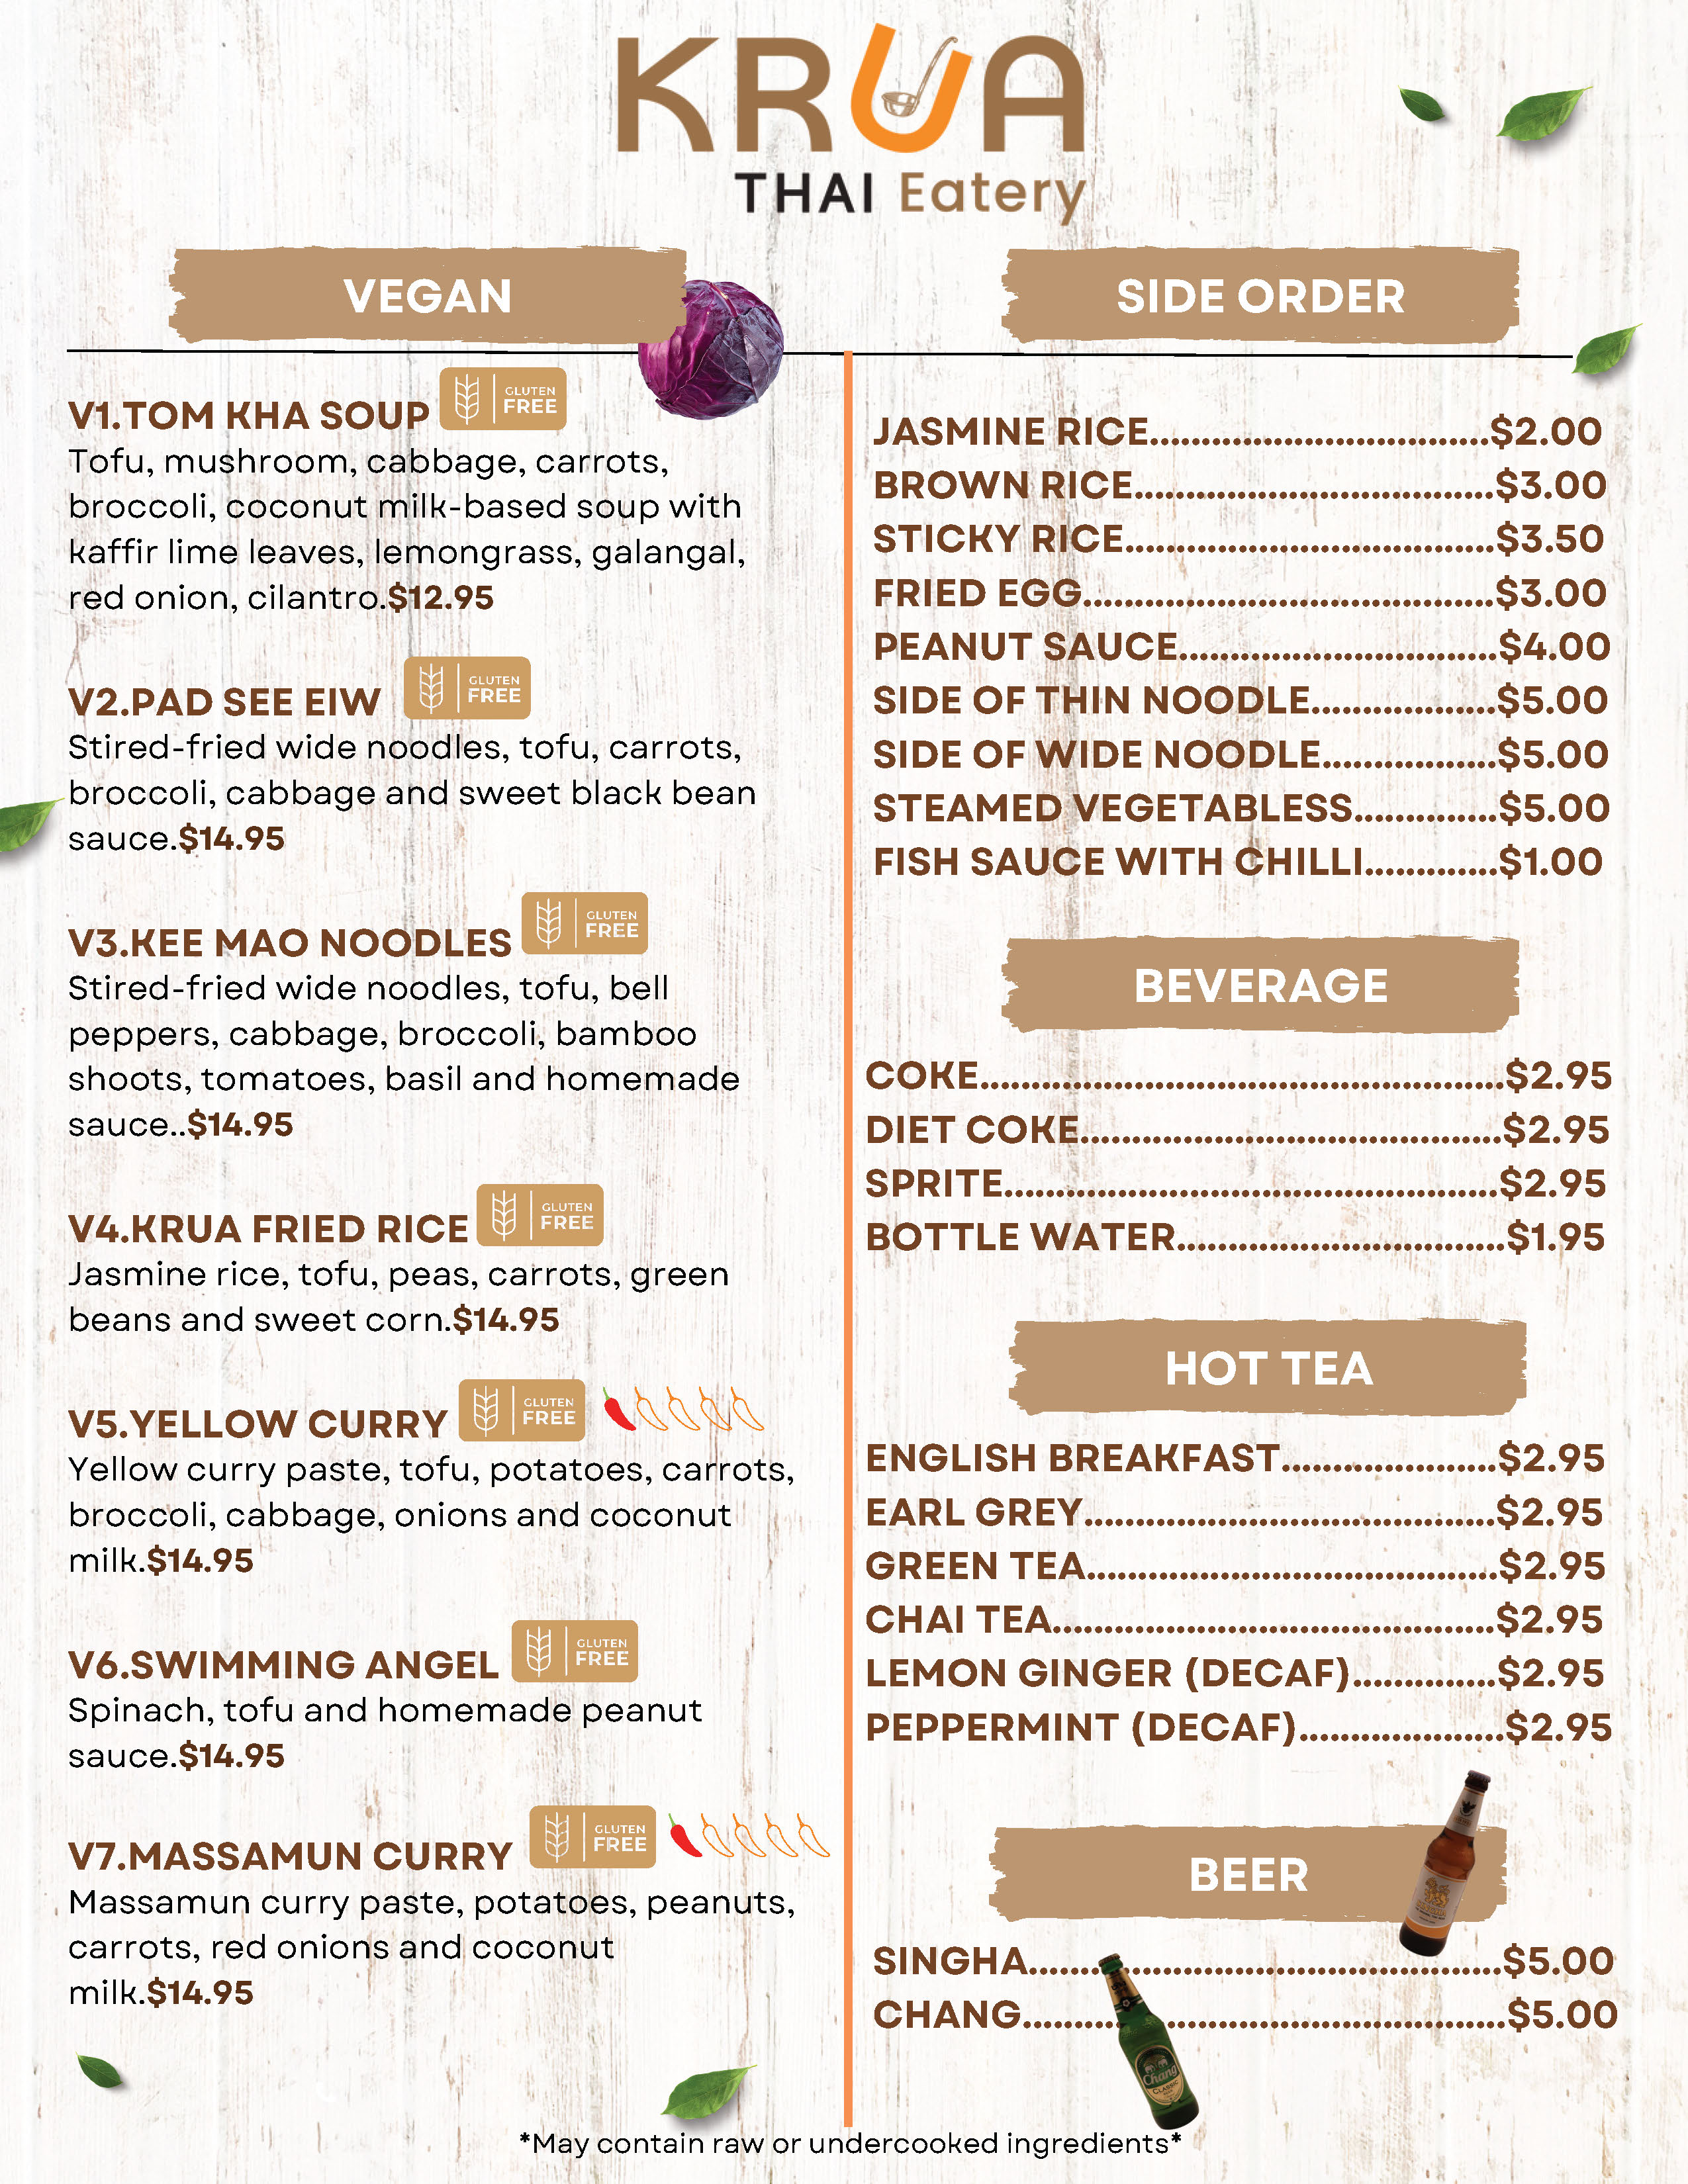 KRUA
THAI Eatery
VEGAN
V1.TOM KHA SOUP
GLUTEN
FREE
Tofu, mushroom, cabbage, carrots,
broccoli, coconut milk-based soup with
kaffir lime leaves, lemongrass, galangal,
red onion, cilantro.$12.95
V2.PAD SEE EIW
GLUTEN
FREE
Stired-fried wide noodles, tofu, carrots,
broccoli, cabbage and sweet black bean
sauce.$14.95
V3.KEE MAO NOODLES
GLUTEN
FREE
Stired-fried wide noodles, tofu, bell
peppers, cabbage, broccoli, bamboo
shoots, tomatoes, basil and homemade
sauce..$14.95
V4.KRUA FRIED RICE
GLUTEN
FREE
Jasmine rice, tofu, peas, carrots, green
beans and sweet corn.$14.95
V5.YELLOW CURRY
GLUTEN
FREE
Yellow curry paste, tofu, potatoes, carrots,
broccoli, cabbage, onions and coconut
milk.$14.95
V6.SWIMMING ANGEL
GLUTEN
FREE
Spinach, tofu and homemade peanut
sauce.$14.95
V7.MASSAMUN CURRY
GLUTEN
FREE
Massamun curry paste, potatoes, peanuts,
carrots, red onions and coconut
milk.$14.95
SIDE ORDER
JASMINE RICE.................................$2.00
BROWN RICE...................................$3.00
STICKY RICE....................................$3.50
FRIED EGG........................................$3.00
PEANUT SAUCE...............................$4.00
SIDE OF THIN NOODLE..................$5.00
SIDE OF WIDE NOODLE.................$5.00
STEAMED VEGETABLESS..............$5.00
FISH SAUCE WITH CHILLI.............$1.00
BEVERAGE
COKE...................................................$2.95
DIET COKE.........................................$2.95
SPRITE................................................$2.95
BOTTLE WATER................................$1.95
HOT TEA
ENGLISH BREAKFAST.....................$2.95
EARL GREY........................................$2.95
GREEN TEA........................................$2.95
CHAI TEA...........................................$2.95
LEMON GINGER (DECAF)..............$2.95
PEPPERMINT (DECAF)....................$2.95
BEER
SINGHA..............................................$5.00
CHANG...............................................$5.00
Chang
CLASSIC
*May contain raw or undercooked ingredients*